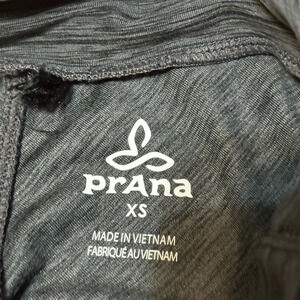 prAna
XS
MADE IN VIETNAM
FABRIQUÉ AU VIETNAM